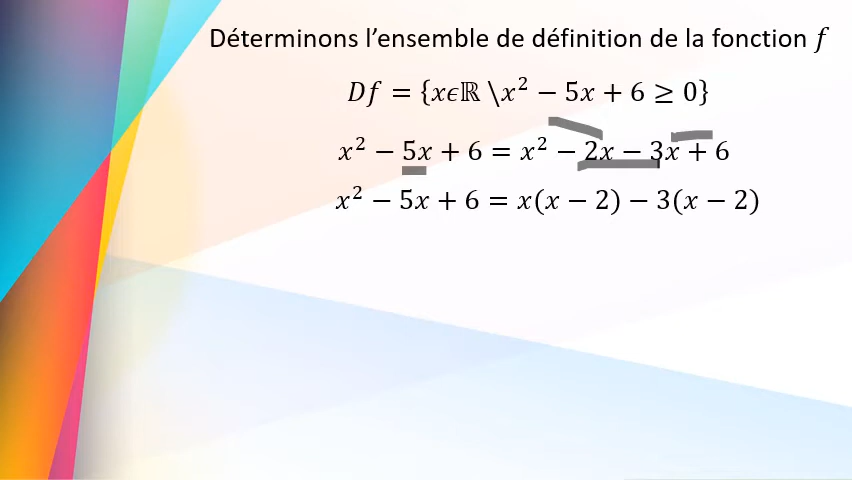 Déterminons l’ensemble de définition de la fonction 𝑓
𝐷𝑓 = {𝑥𝜖ℝ \𝑥² − 5𝑥 + 6 ≥ 0}
𝑥² − 5𝑥 + 6 = 𝑥² − 2𝑥 − 3𝑥 + 6
𝑥² − 5𝑥 + 6 = 𝑥(𝑥 − 2) − 3(𝑥 − 2)